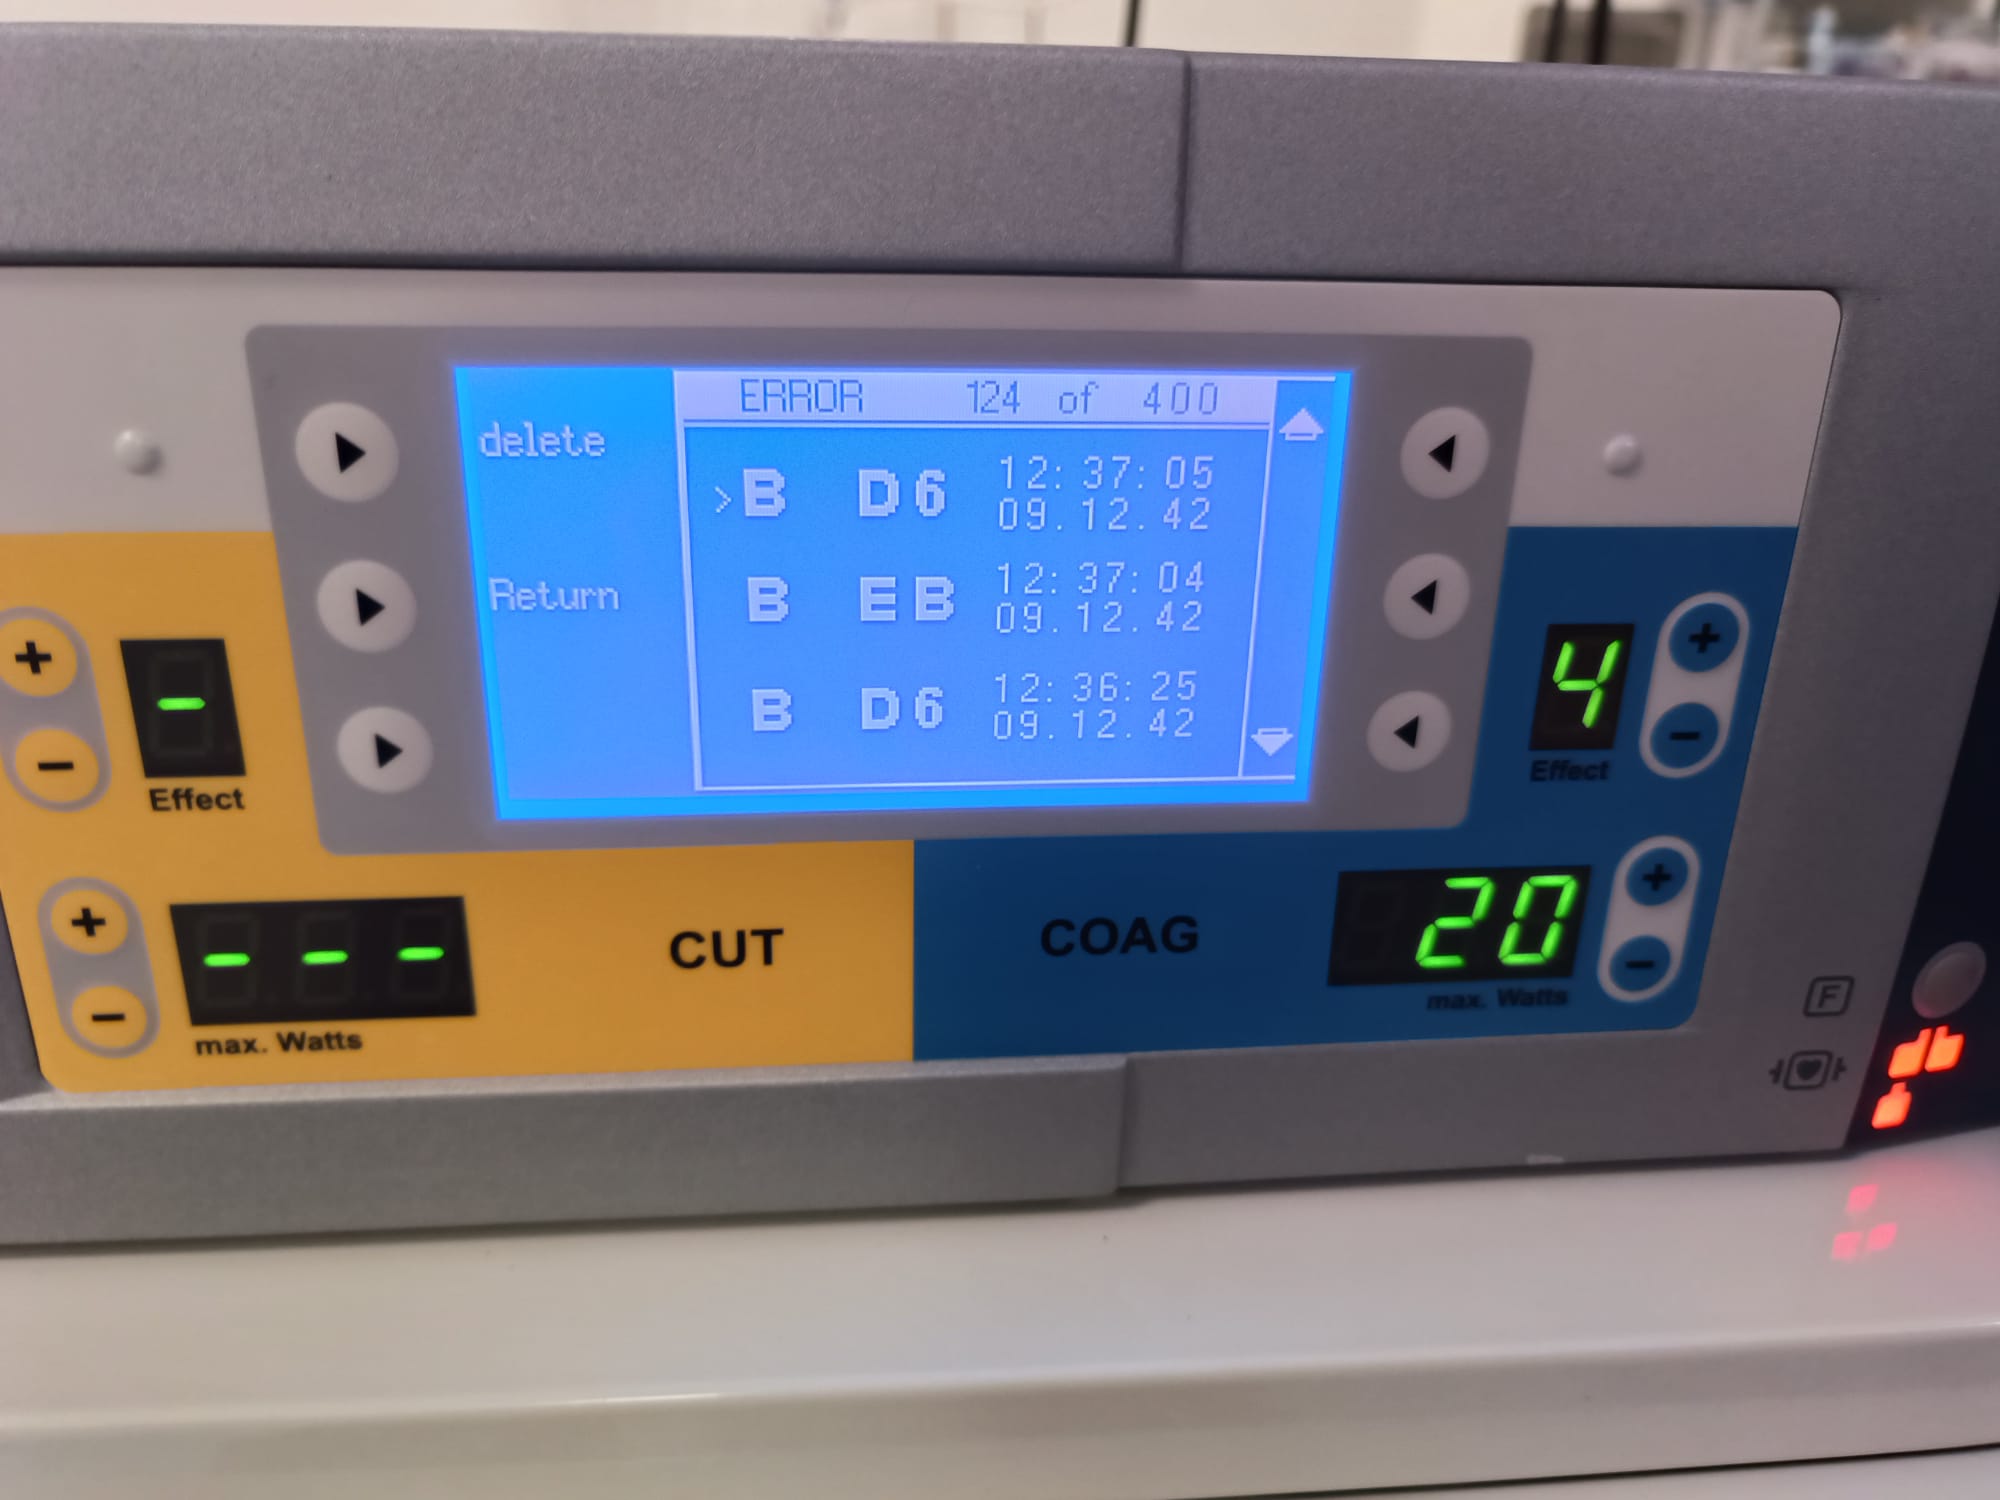 ERROR 124 of 400
delete
>B D6 12:37:05
09.12.42
B EB 12:37:04
09.12.42
Return
B D6 12:36:25
09.12.42
+
-
-
Effect
4
+
-
Effect
+
-
---
max. Watts
CUT
COAG
20
+
-
max. Watts
F